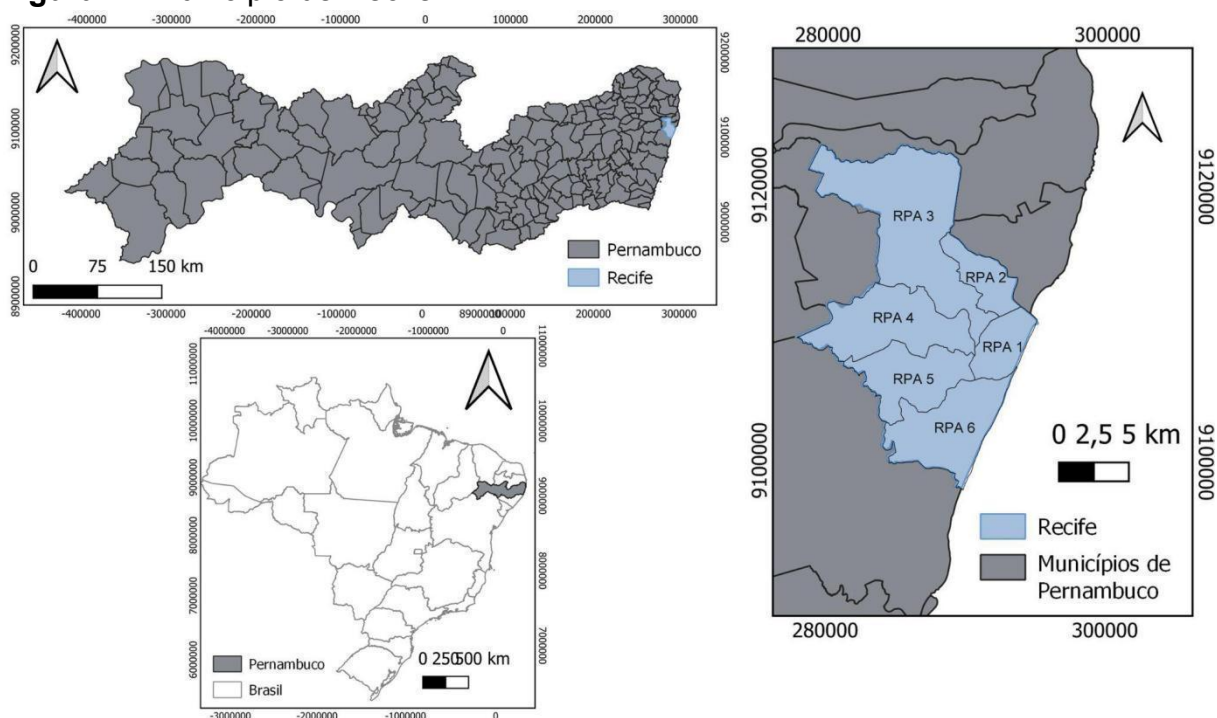 -400000 -300000 -200000 -100000 0 100000 200000 300000
9200000 9200000
9100000 9100000
9000000 9000000
8900000
Pernambuco
Recife
0 75 150 km
-400000 -300000 -200000 -100000 0 100000 200000 300000
-4000000 -3000000 -2000000 -1000000 0
11000000 11000000
10000000 10000000
9000000 9000000
8000000 8000000
7000000 7000000
6000000
Pernambuco
Brasil
0 250500 km
-3000000 -2000000 -1000000 0
280000 300000
9120000 9120000
RPA 3
RPA 2
RPA 4
RPA 1
RPA 5
RPA 6
0 2,5 5 km
9100000 9100000
Recife
Municípios de
Pernambuco
280000 300000